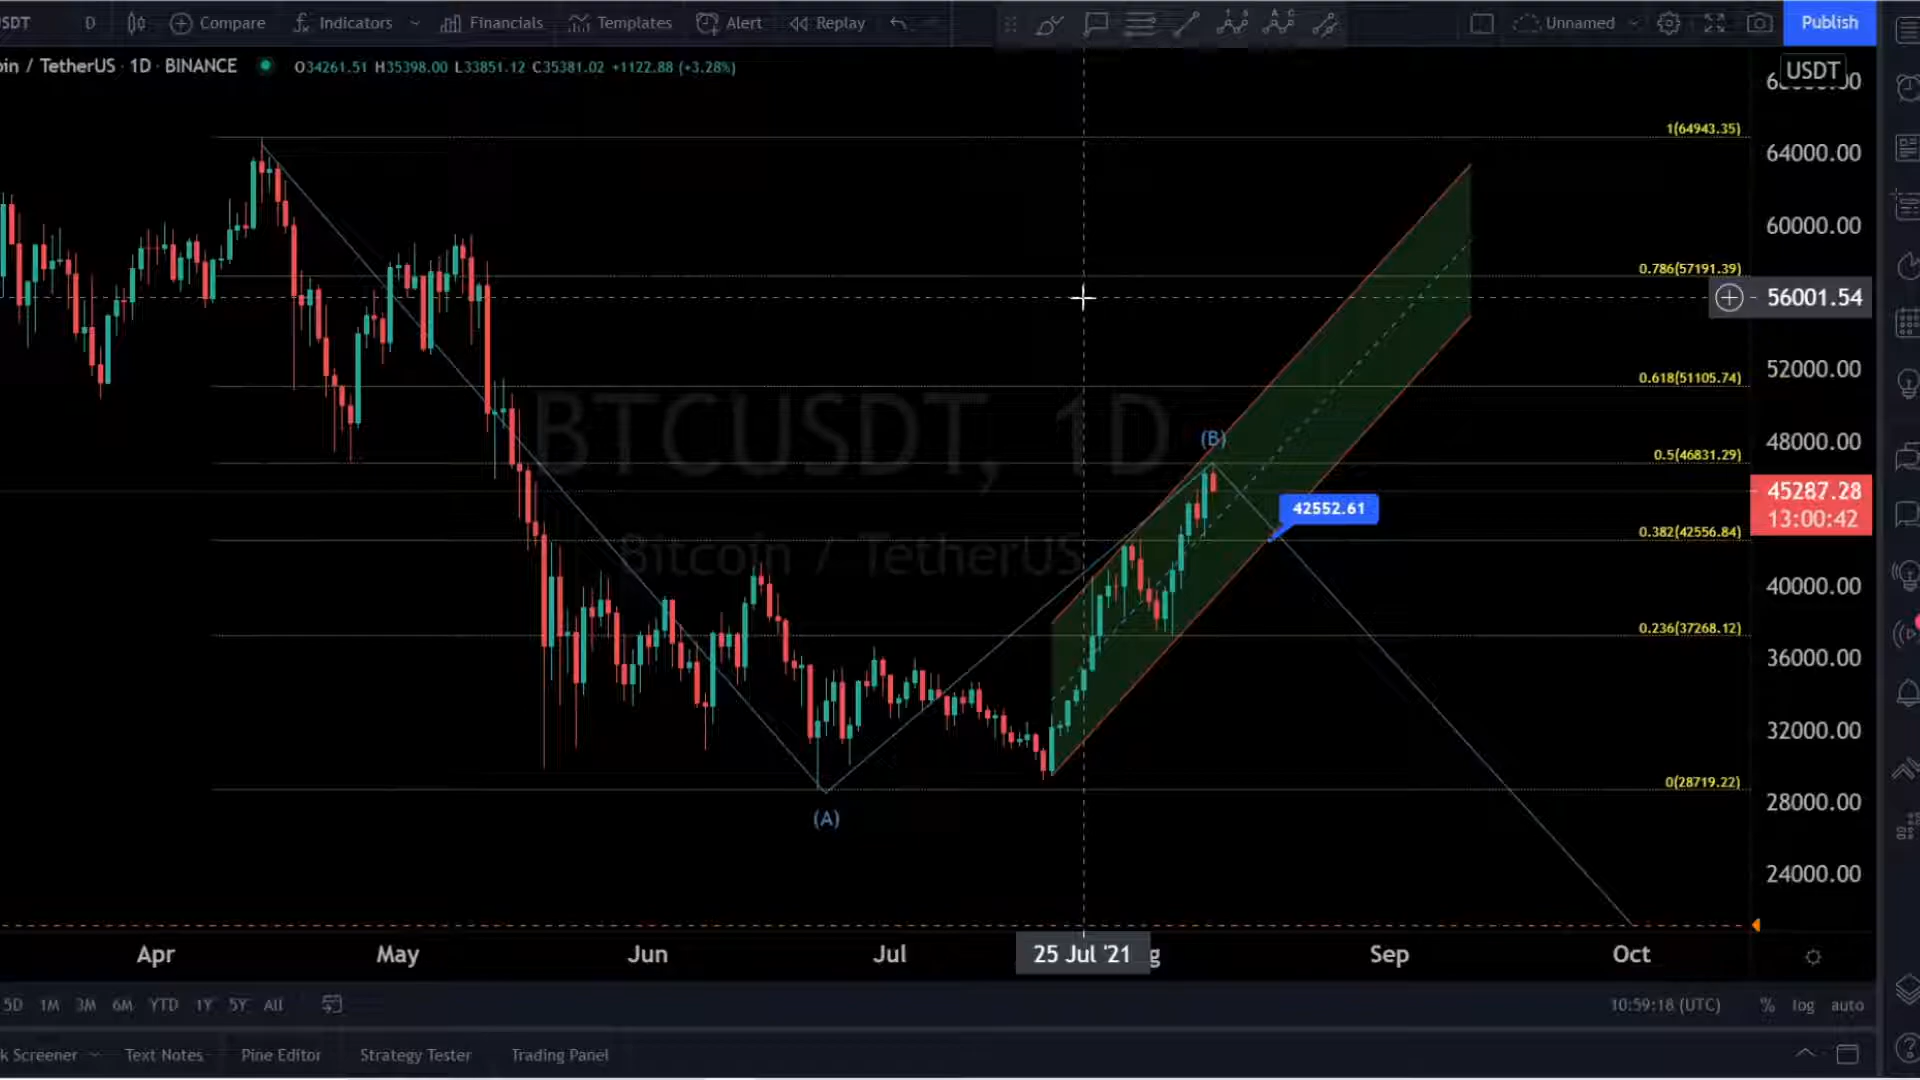 SDT D Compare Indicators Financials Templates Alert Replay Unnamed Publish
oin / TetherUS · 1D · BINANCE O34261.51 H35398.00 L33851.12 C35381.02 +1122.88 (+3.28%)
USDT
1(64943.35)
64000.00
60000.00
0.786(57191.39)
56001.54
52000.00
0.618(51105.74)
BTCUSDT, 1D
(B)
48000.00
0.5(46831.29)
45287.28
13:00:42
42552.61
0.382(42556.84)
Bitcoin / TetherUS
40000.00
0.236(37268.12)
36000.00
32000.00
0(28719.22)
28000.00
(A)
24000.00
Apr May Jun Jul 25 Jul '21 g Sep Oct
5D 1M 3M 6M YTD 1Y 5Y All 10:59:18 (UTC) % log auto
k Screener Text Notes Pine Editor Strategy Tester Trading Panel